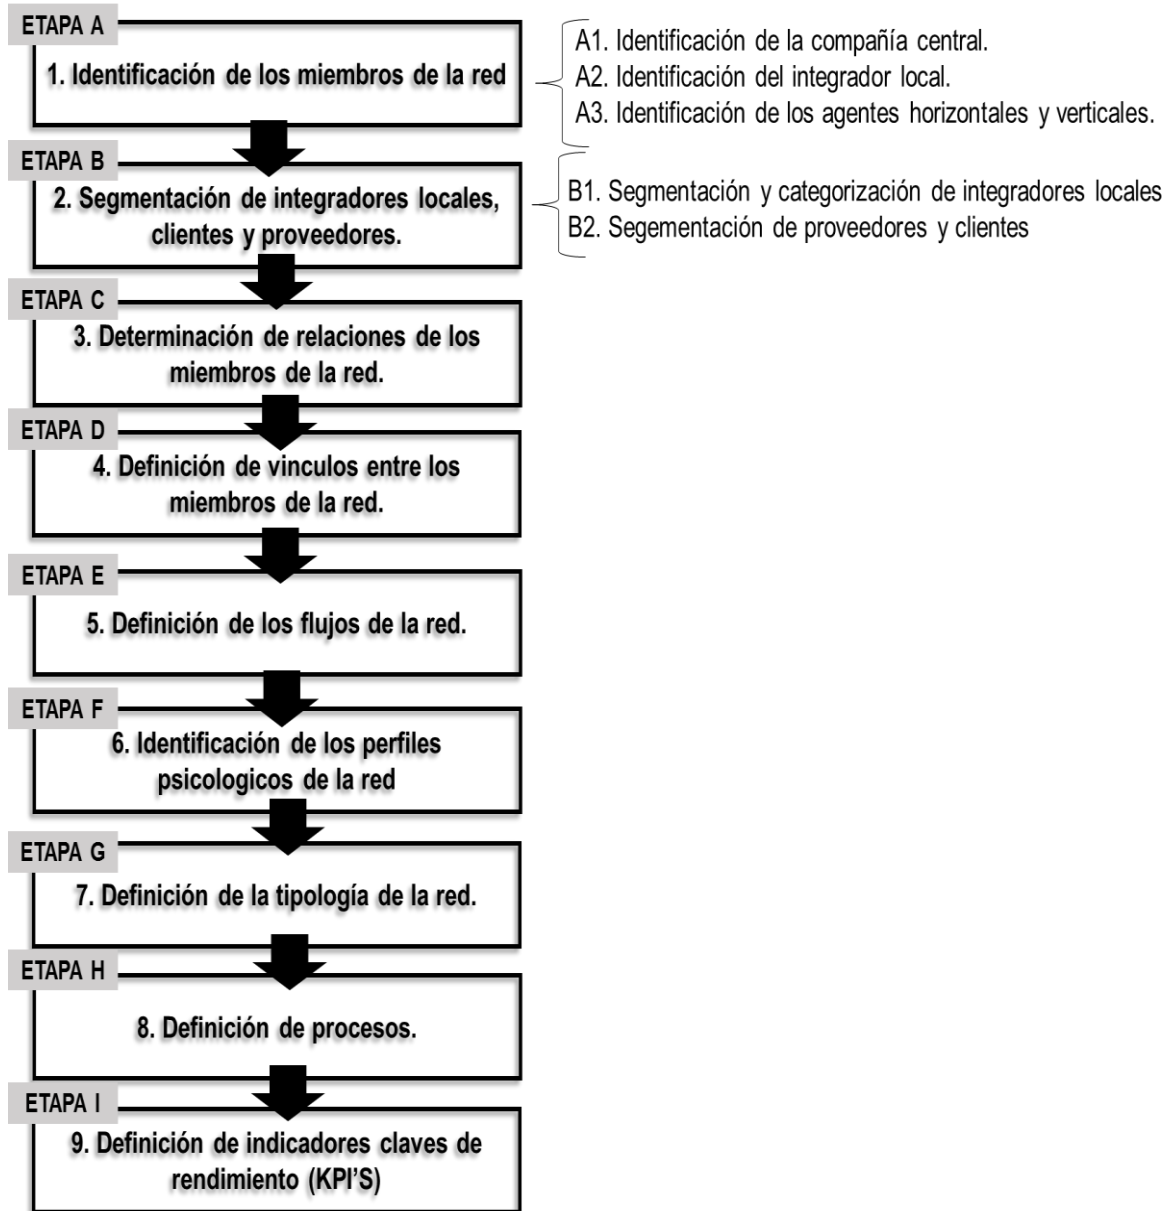 ETAPA A
1. Identificación de los miembros de la red
A1. Identificación de la compañía central.
A2. Identificación del integrador local.
A3. Identificación de los agentes horizontales y verticales.
ETAPA B
2. Segmentación de integradores locales,
clientes y proveedores.
B1. Segmentación y categorización de integradores locales
B2. Segementación de proveedores y clientes
ETAPA C
3. Determinación de relaciones de los
miembros de la red.
ETAPA D
4. Definición de vinculos entre los
miembros de la red.
ETAPA E
5. Definición de los flujos de la red.
ETAPA F
6. Identificación de los perfiles
psicologicos de la red
ETAPA G
7. Definición de la tipología de la red.
ETAPA H
8. Definición de procesos.
ETAPA I
9. Definición de indicadores claves de
rendimiento (KPI'S)